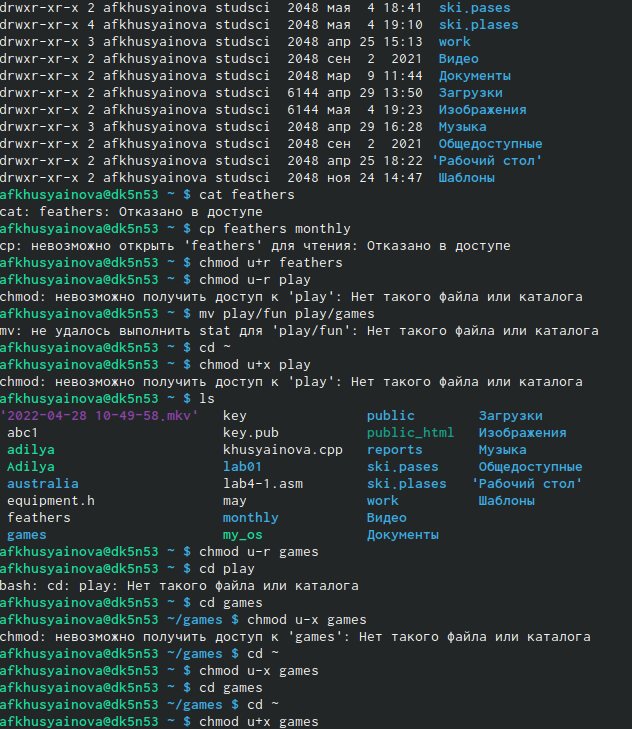 drwxr-xr-x 2 afkhusyainova studsci  2048 мая  4 18:41  ski.pases
drwxr-xr-x 4 afkhusyainova studsci  2048 мая  4 19:10  ski.plases
drwxr-xr-x 3 afkhusyainova studsci  2048 апр 25 15:13  work
drwxr-xr-x 2 afkhusyainova studsci  2048 сен  2  2021  Видео
drwxr-xr-x 2 afkhusyainova studsci  2048 мар  9 11:44  Документы
drwxr-xr-x 2 afkhusyainova studsci  6144 апр 29 13:50  Загрузки
drwxr-xr-x 2 afkhusyainova studsci  6144 мая  4 19:23  Изображения
drwxr-xr-x 3 afkhusyainova studsci  2048 апр 29 16:28  Музыка
drwxr-xr-x 2 afkhusyainova studsci  2048 сен  2  2021  Общедоступные
drwxr-xr-x 2 afkhusyainova studsci  2048 апр 25 18:22 'Рабочий стол'
drwxr-xr-x 2 afkhusyainova studsci  2048 ноя 24 14:47  Шаблоны
afkhusyainova@dk5n53 ~ $ cat feathers
cat: feathers: Отказано в доступе
afkhusyainova@dk5n53 ~ $ cp feathers monthly
cp: невозможно открыть 'feathers' для чтения: Отказано в доступе
afkhusyainova@dk5n53 ~ $ chmod u+r feathers
afkhusyainova@dk5n53 ~ $ chmod u-r play
chmod: невозможно получить доступ к 'play': Нет такого файла или каталога
afkhusyainova@dk5n53 ~ $ mv play/fun play/games
mv: не удалось выполнить stat для 'play/fun': Нет такого файла или каталога
afkhusyainova@dk5n53 ~ $ cd ~
afkhusyainova@dk5n53 ~ $ chmod u+x play
chmod: невозможно получить доступ к 'play': Нет такого файла или каталога
afkhusyainova@dk5n53 ~ $ ls
'2022-04-28 10-49-58.mkv'   key              public        Загрузки
 abc1                       key.pub          public_html   Изображения
 adilya                     khusyainova.cpp  reports       Музыка
 Adilya                     lab01            ski.pases     Общедоступные
 australia                  lab4-1.asm       ski.plases   'Рабочий стол'
 equipment.h                may              work          Шаблоны
 feathers                   monthly          Видео
 games                      my_os            Документы
afkhusyainova@dk5n53 ~ $ chmod u-r games
afkhusyainova@dk5n53 ~ $ cd play
bash: cd: play: Нет такого файла или каталога
afkhusyainova@dk5n53 ~ $ cd games
afkhusyainova@dk5n53 ~/games $ chmod u-x games
chmod: невозможно получить доступ к 'games': Нет такого файла или каталога
afkhusyainova@dk5n53 ~/games $ cd ~
afkhusyainova@dk5n53 ~ $ chmod u-x games
afkhusyainova@dk5n53 ~ $ cd games
afkhusyainova@dk5n53 ~/games $ cd ~
afkhusyainova@dk5n53 ~ $ chmod u+x games